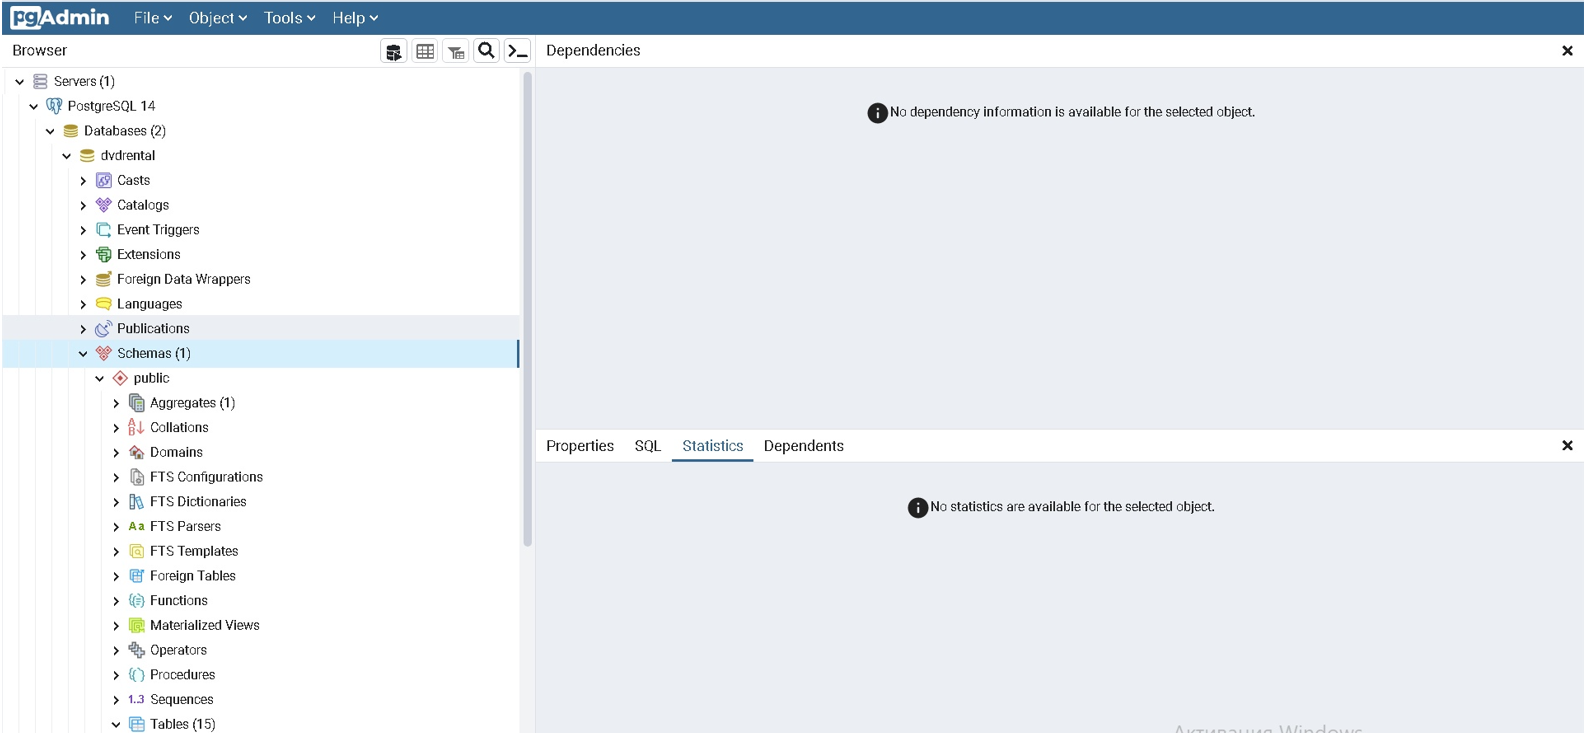 pgAdmin File Object Tools Help
Browser
Dependencies
Servers (1)
PostgreSQL 14
Databases (2)
dvdrental
Casts
Catalogs
Event Triggers
Extensions
Foreign Data Wrappers
Languages
Publications
Schemas (1)
public
Aggregates (1)
Collations
Domains
FTS Configurations
FTS Dictionaries
Aa FTS Parsers
FTS Templates
Foreign Tables
Functions
Materialized Views
Operators
Procedures
1..3 Sequences
Tables (15)
No dependency information is available for the selected object.
Properties SQL Statistics Dependents
No statistics are available for the selected object.
Активация Windows